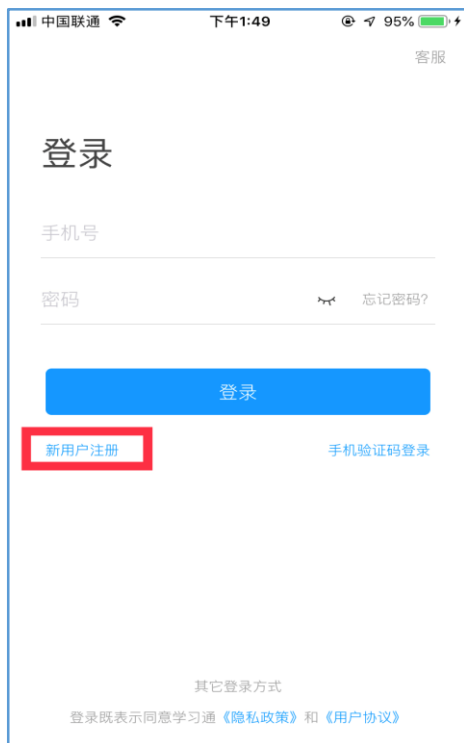 中国联通 下午1:49 95%
客服
登录
手机号
密码 忘记密码?
登录
新用户注册 手机验证码登录
其它登录方式
登录既表示同意学习通《隐私政策》和《用户协议》